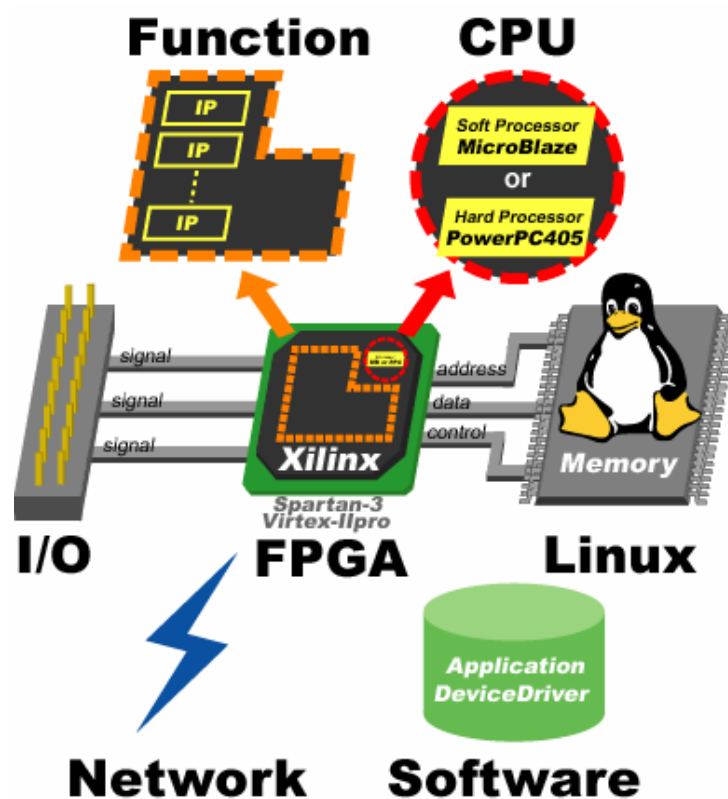 Function
CPU
IP
IP
IP
Soft Processor
MicroBlaze
or
Hard Processor
PowerPC405
signal
signal
signal
address
data
control
Xilinx
Memory
Spartan-3
Virtex-IIpro
I/O
FPGA
Linux
Application
DeviceDriver
Network
Software